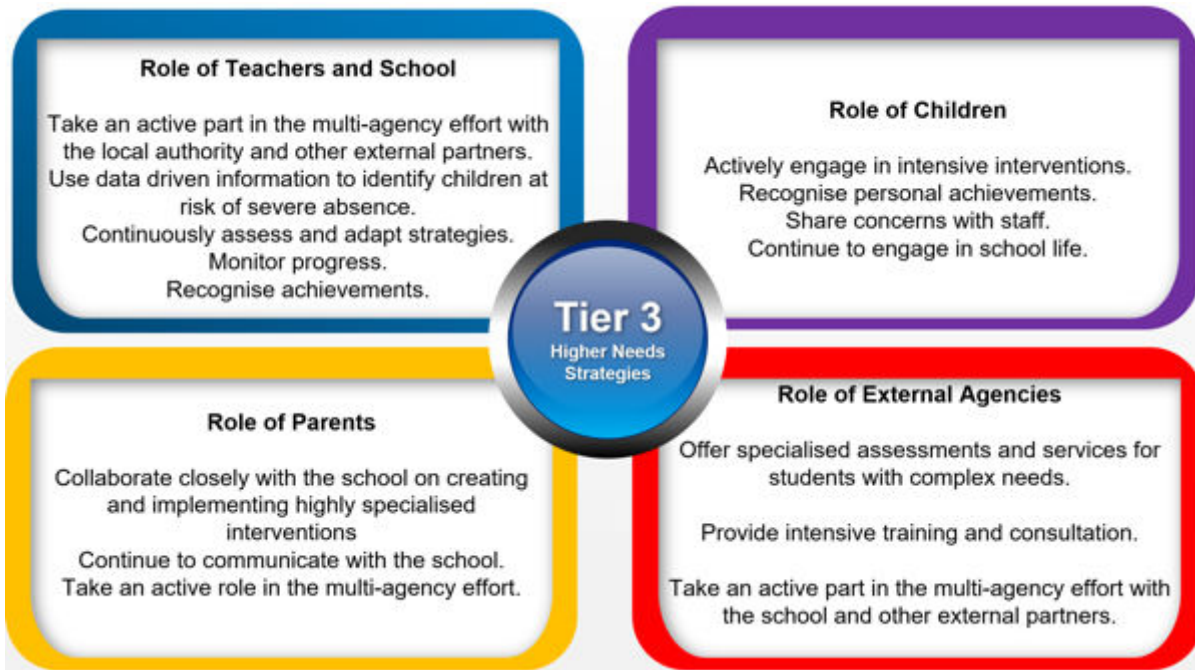 Role of Teachers and School
Take an active part in the multi-agency effort with
the local authority and other external partners.
Use data driven information to identify children at
risk of severe absence.
Continuously assess and adapt strategies.
Monitor progress.
Recognise achievements.
Role of Children
Actively engage in intensive interventions.
Recognise personal achievements.
Share concerns with staff.
Continue to engage in school life.
Tier 3
Higher Needs
Strategies
Role of Parents
Collaborate closely with the school on creating
and implementing highly specialised
interventions
Continue to communicate with the school.
Take an active role in the multi-agency effort.
Role of External Agencies
Offer specialised assessments and services for
students with complex needs.
Provide intensive training and consultation.
Take an active part in the multi-agency effort with
the school and other external partners.